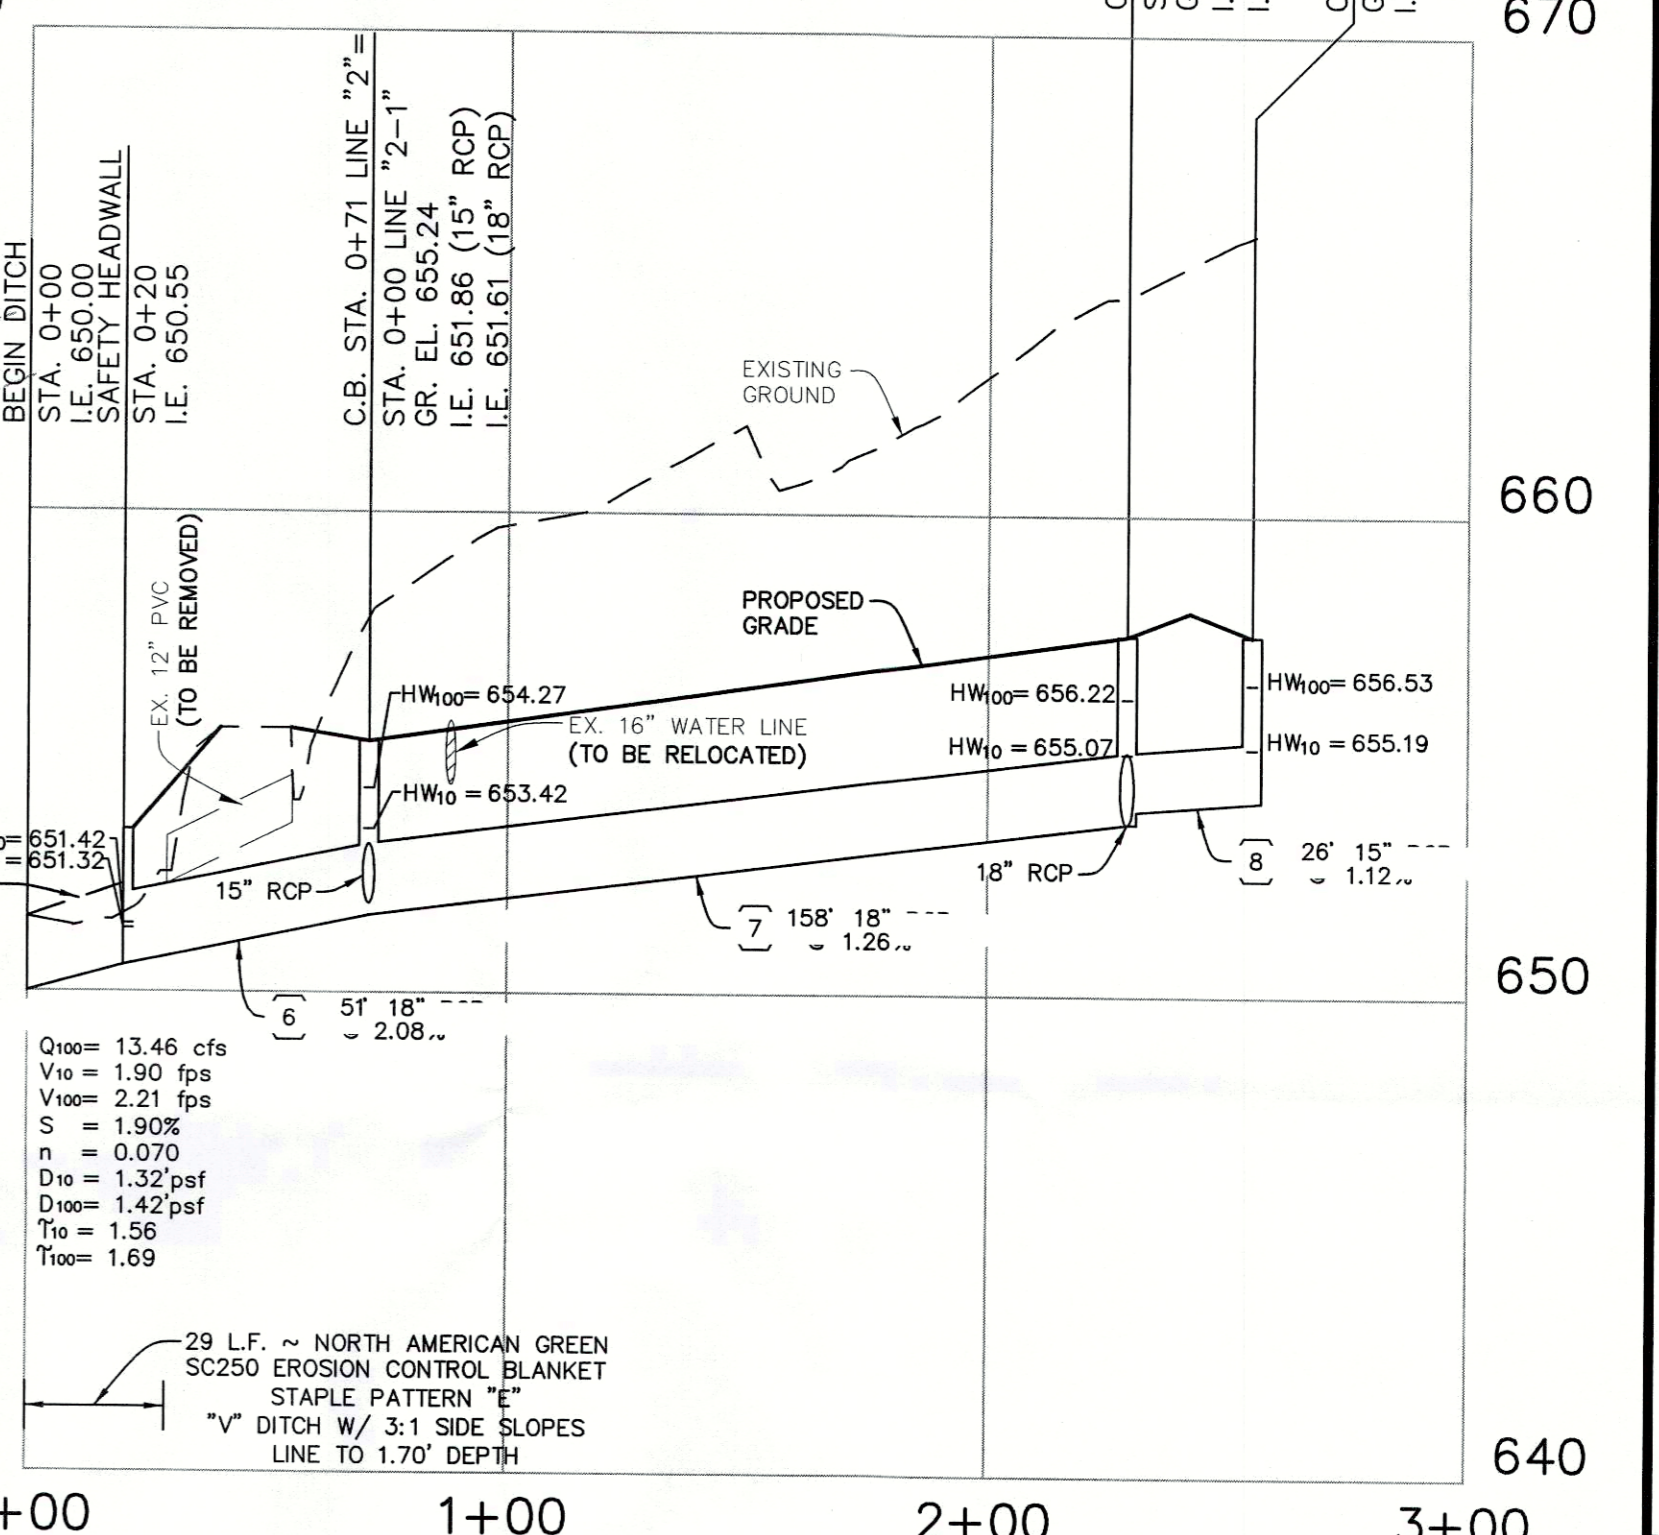 670
660
650
640
+00
1+00
2+00
3+00
BEGIN DITCH
STA. 0+00
I.E. 650.00
SAFETY HEADWALL
STA. 0+20
I.E. 650.55
C.B. STA. 0+71 LINE "2"=
STA. 0+00 LINE "2-1"
GR. EL. 655.24
I.E. 651.86 (15" RCP)
I.E. 651.61 (18" RCP)
EXISTING
GROUND
EX. 12" PVC
(TO BE REMOVED)
PROPOSED
GRADE
HW100= 654.27
EX. 16" WATER LINE
(TO BE RELOCATED)
HW10 = 653.42
HW100= 656.22
HW10 = 655.07
HW100= 656.53
HW10 = 655.19
= 651.42
= 651.32
15" RCP
18" RCP
8 26' 15"
1.12%
7 158' 18"
1.26%
6 51' 18"
2.08%
Q100= 13.46 cfs
V10 = 1.90 fps
V100= 2.21 fps
S = 1.90%
n = 0.070
D10 = 1.32'psf
D100= 1.42'psf
T10 = 1.56
T100= 1.69
29 L.F. ~ NORTH AMERICAN GREEN
SC250 EROSION CONTROL BLANKET
STAPLE PATTERN "E"
"V" DITCH W/ 3:1 SIDE SLOPES
LINE TO 1.70' DEPTH